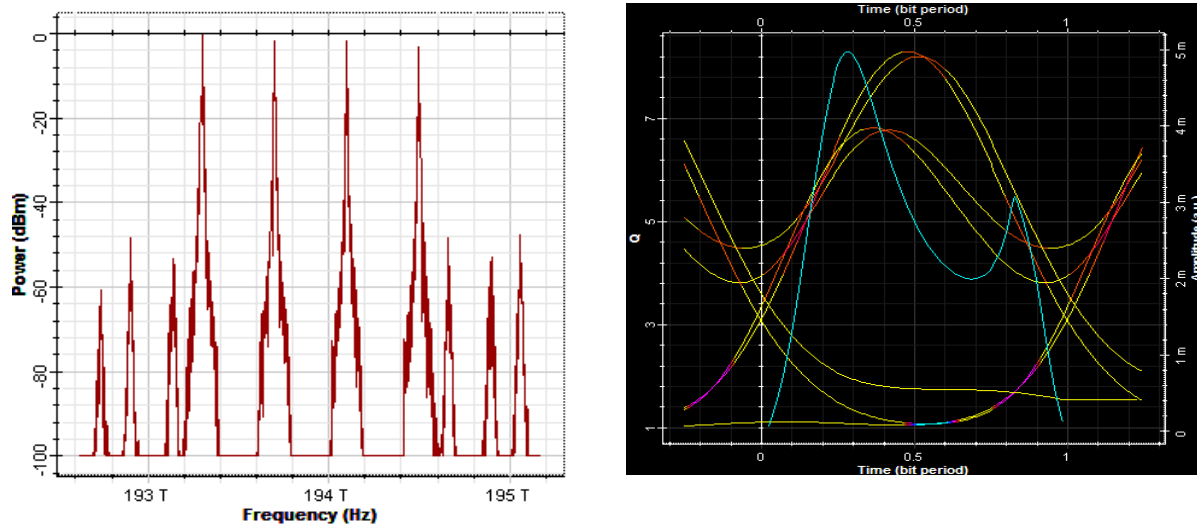 0
-20
-40
-60
-80
-100
Power (dBm)
193 T
194 T
195 T
Frequency (Hz)
Time (bit period)
0
0.5
1
7
5
3
1
Q
5 m
4 m
3 m
2 m
1 m
0
Amplitude (a.u.)
0
0.5
1
Time (bit period)